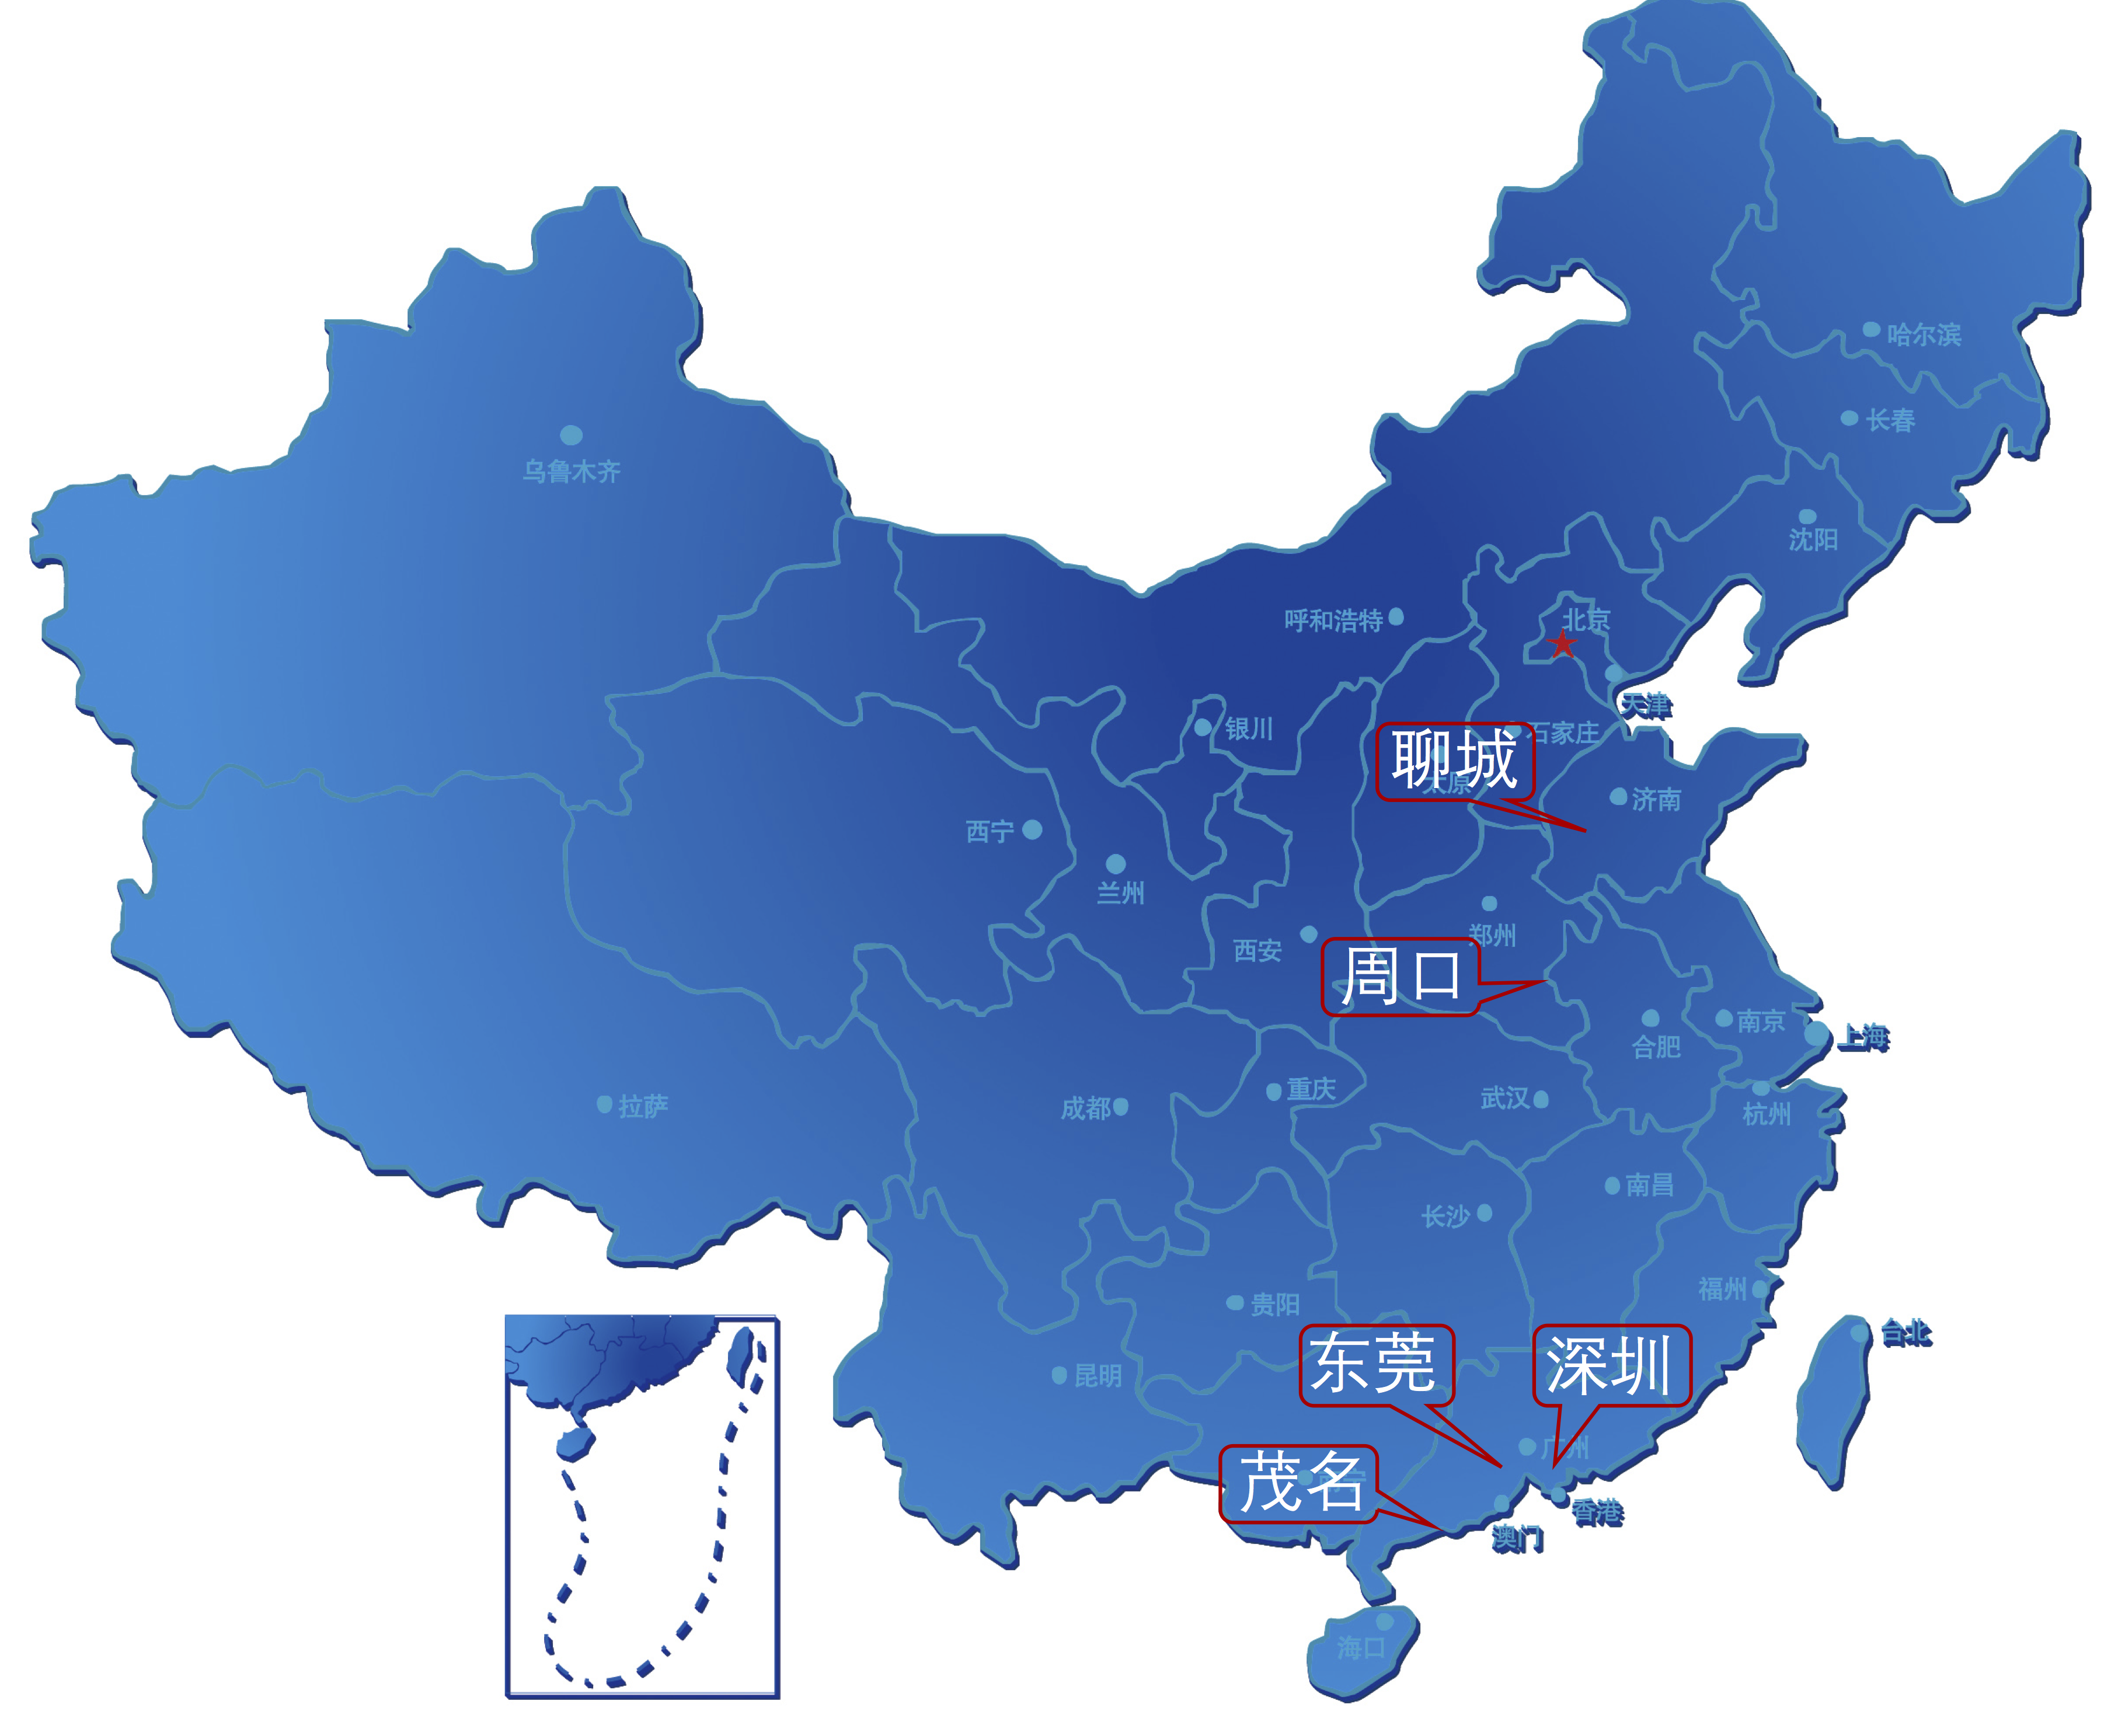 哈尔滨
长春
乌鲁木齐
沈阳
呼和浩特
北京
天津
银川
石家庄
聊城
太原
济南
西宁
兰州
郑州
西安
周口
南京
上海
合肥
重庆
武汉
成都
拉萨
杭州
南昌
长沙
福州
贵阳
台北
东莞
深圳
昆明
广州
茂名
南宁
香港
澳门
海口